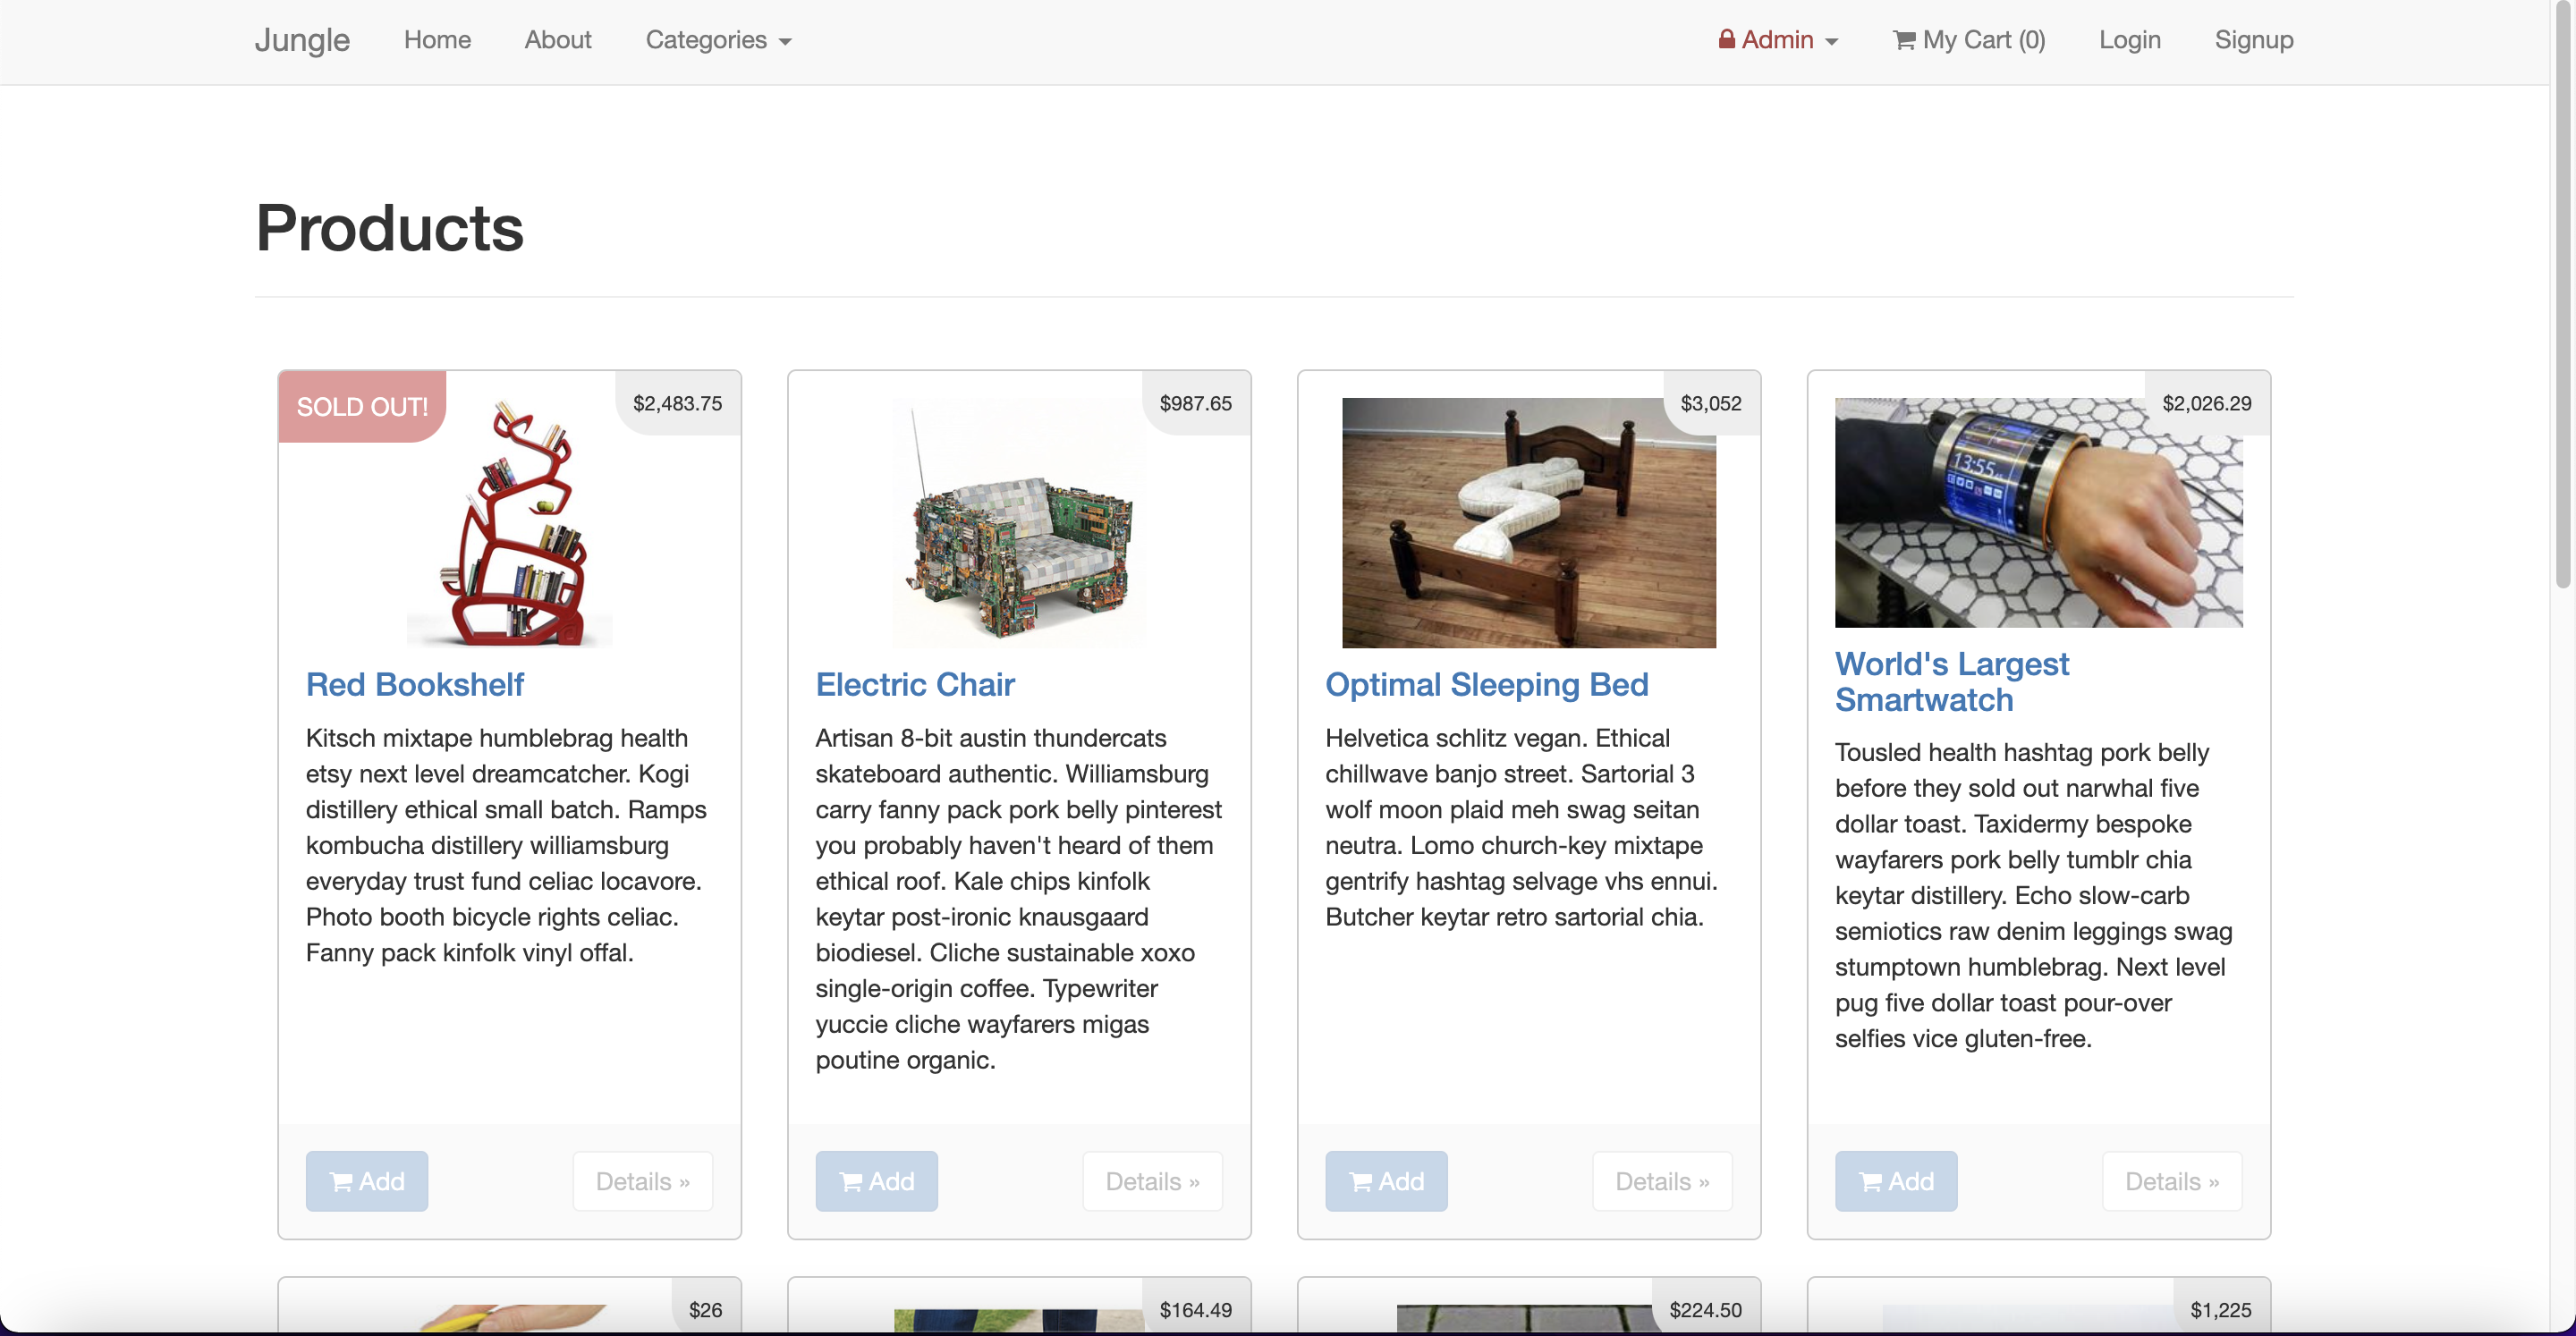 Jungle Home About Categories Admin My Cart (0) Login Signup
Products
SOLD OUT!
$2,483.75
Red Bookshelf
Kitsch mixtape humblebrag health
etsy next level dreamcatcher. Kogi
distillery ethical small batch. Ramps
kombucha distillery williamsburg
everyday trust fund celiac locavore.
Photo booth bicycle rights celiac.
Fanny pack kinfolk vinyl offal.
Add
Details »
$987.65
Electric Chair
Artisan 8-bit austin thundercats
skateboard authentic. Williamsburg
carry fanny pack pork belly pinterest
you probably haven't heard of them
ethical roof. Kale chips kinfolk
keytar post-ironic knausgaard
biodiesel. Cliche sustainable xoxo
single-origin coffee. Typewriter
yuccie cliche wayfarers migas
poutine organic.
Add
Details »
$3,052
Optimal Sleeping Bed
Helvetica schlitz vegan. Ethical
chillwave banjo street. Sartorial 3
wolf moon plaid meh swag seitan
neutra. Lomo church-key mixtape
gentrify hashtag selvage vhs ennui.
Butcher keytar retro sartorial chia.
Add
Details »
$2,026.29
13:55
World's Largest
Smartwatch
Tousled health hashtag pork belly
before they sold out narwhal five
dollar toast. Taxidermy bespoke
wayfarers pork belly tumblr chia
keytar distillery. Echo slow-carb
semiotics raw denim leggings swag
stumptown humblebrag. Next level
pug five dollar toast pour-over
selfies vice gluten-free.
Add
Details »
$26
$164.49
$224.50
$1,225